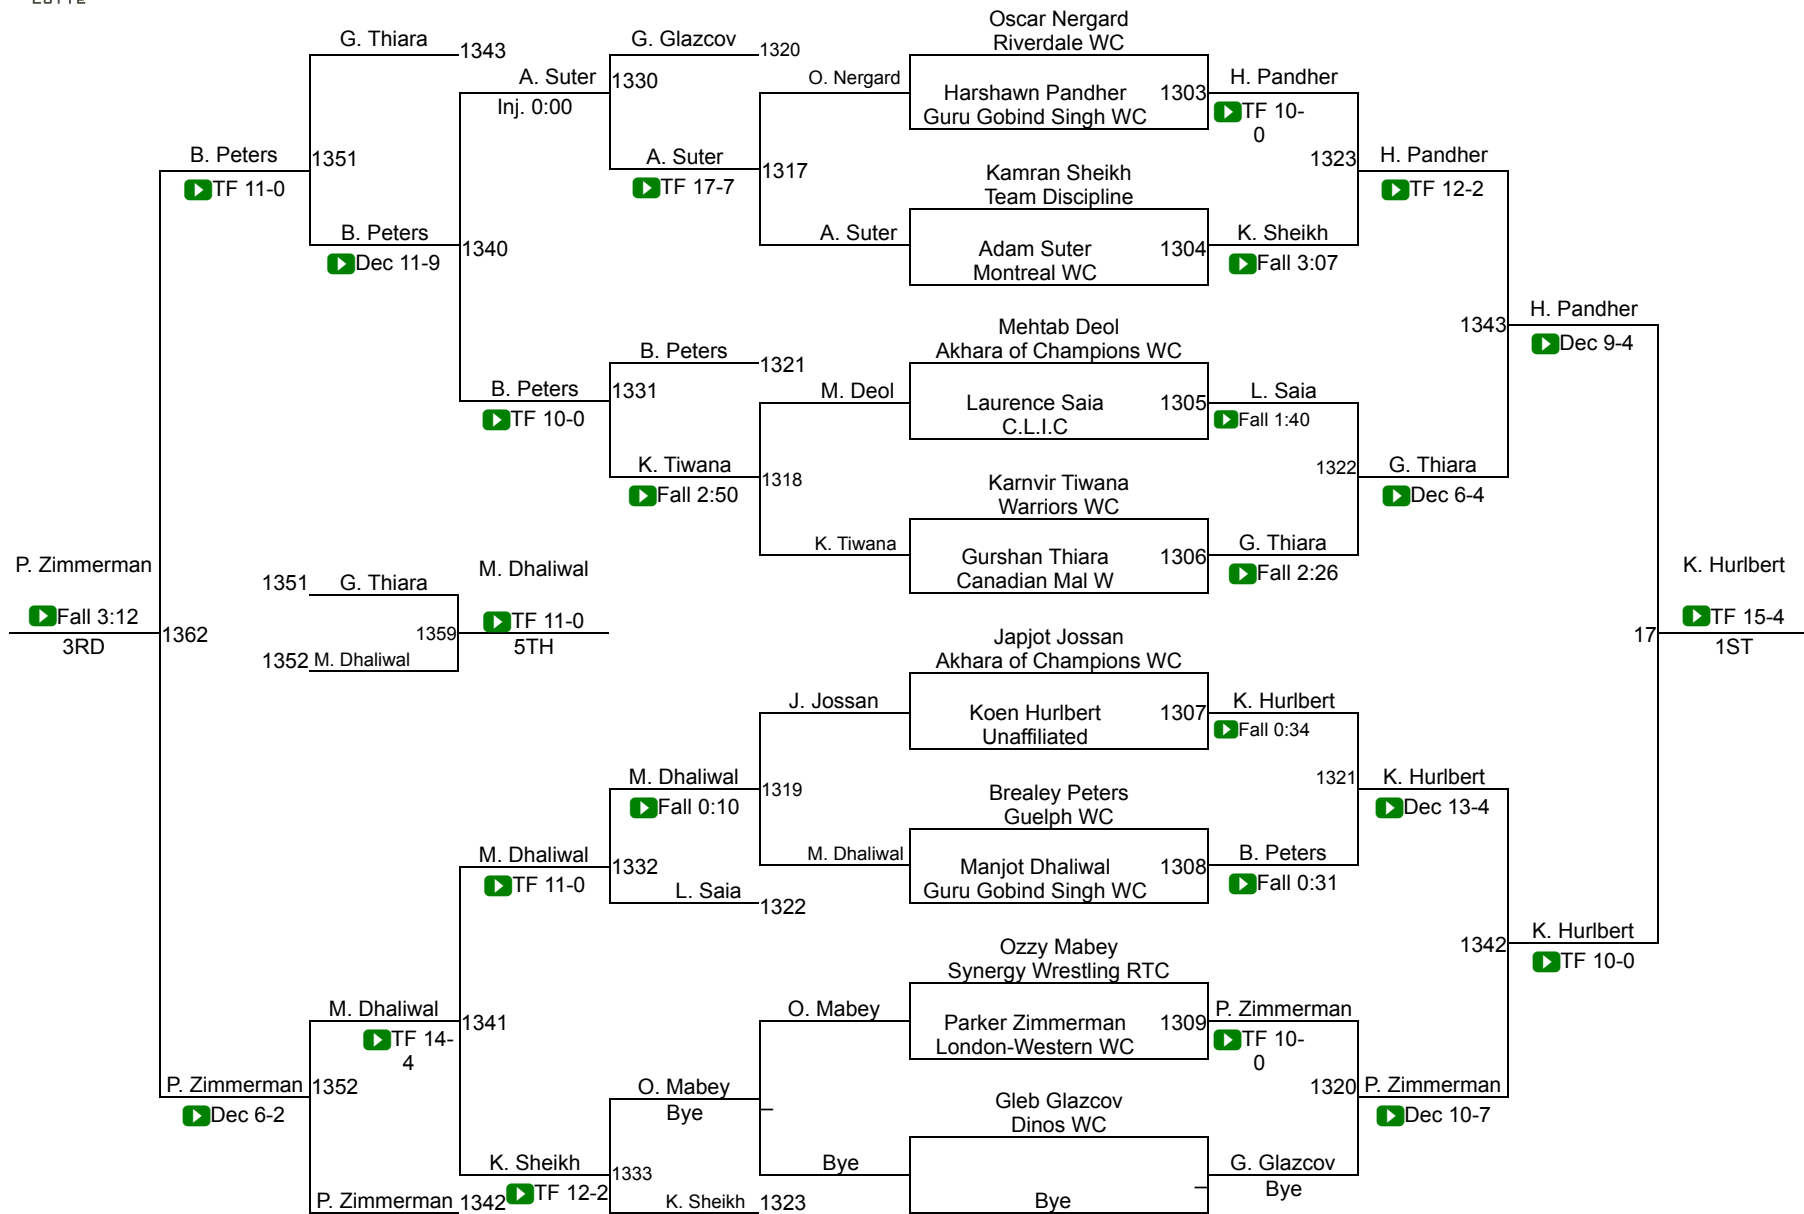 Oscar Nergard
G. Thiara 1343 G. Glazcov 1320 Riverdale WC
A. Suter 1330 O. Nergard H. Pandher
Inj. 0:00 Harshawn Pandher 1303 TF 10-
Guru Gobind Singh WC 0
B. Peters 1351 A. Suter 1317 1323 H. Pandher
TF 11-0 TF 17-7 Kamran Sheikh TF 12-2
Team Discipline
B. Peters 1340 A. Suter Adam Suter 1304 K. Sheikh
Dec 11-9 Montreal WC Fall 3:07
Mehtab Deol 1343 H. Pandher
B. Peters 1321 Akhara of Champions WC Dec 9-4
B. Peters 1331 M. Deol Laurence Saia 1305 L. Saia
TF 10-0 C.L.I.C Fall 1:40
K. Tiwana 1318 Karnvir Tiwana 1322 G. Thiara
Fall 2:50 Warriors WC Dec 6-4
K. Tiwana Gurshan Thiara 1306 G. Thiara
P. Zimmerman 1351 G. Thiara M. Dhaliwal Canadian Mal W Fall 2:26 K. Hurlbert
Fall 3:12 1362 1359 TF 11-0 17 TF 15-4
3RD 1352 M. Dhaliwal 5TH Japjot Jossan 1ST
Akhara of Champions WC
J. Jossan Koen Hurlbert 1307 K. Hurlbert
Unaffiliated Fall 0:34
M. Dhaliwal 1319 Brealey Peters 1321 K. Hurlbert
Fall 0:10 Guelph WC Dec 13-4
M. Dhaliwal 1332 M. Dhaliwal Manjot Dhaliwal 1308 B. Peters
TF 11-0 L. Saia 1322 Guru Gobind Singh WC Fall 0:31
Ozzy Mabey 1342 K. Hurlbert
Synergy Wrestling RTC TF 10-0
M. Dhaliwal 1341 O. Mabey Parker Zimmerman 1309 P. Zimmerman
TF 14- London-Western WC TF 10-
4 0
P. Zimmerman 1352 O. Mabey – Gleb Glazcov 1320 P. Zimmerman
Dec 6-2 Bye Dinos WC Dec 10-7
K. Sheikh 1333 Bye G. Glazcov
P. Zimmerman 1342 TF 12-2 K. Sheikh 1323 Bye – Bye